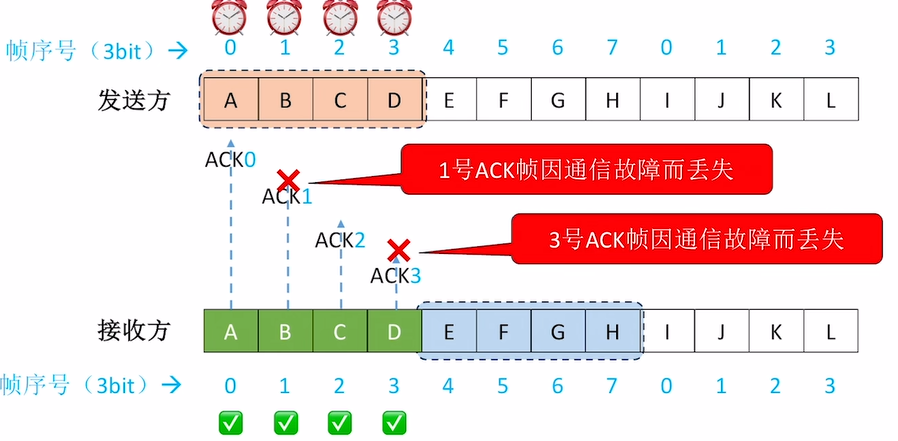 帧序号（3bit）→ 0 1 2 3 4 5 6 7 0 1 2 3
发送方 A B C D E F G H I J K L
ACK0
1号ACK帧因通信故障而丢失
ACK1
3号ACK帧因通信故障而丢失
ACK2
ACK3
接收方 A B C D E F G H I J K L
帧序号（3bit）→ 0 1 2 3 4 5 6 7 0 1 2 3